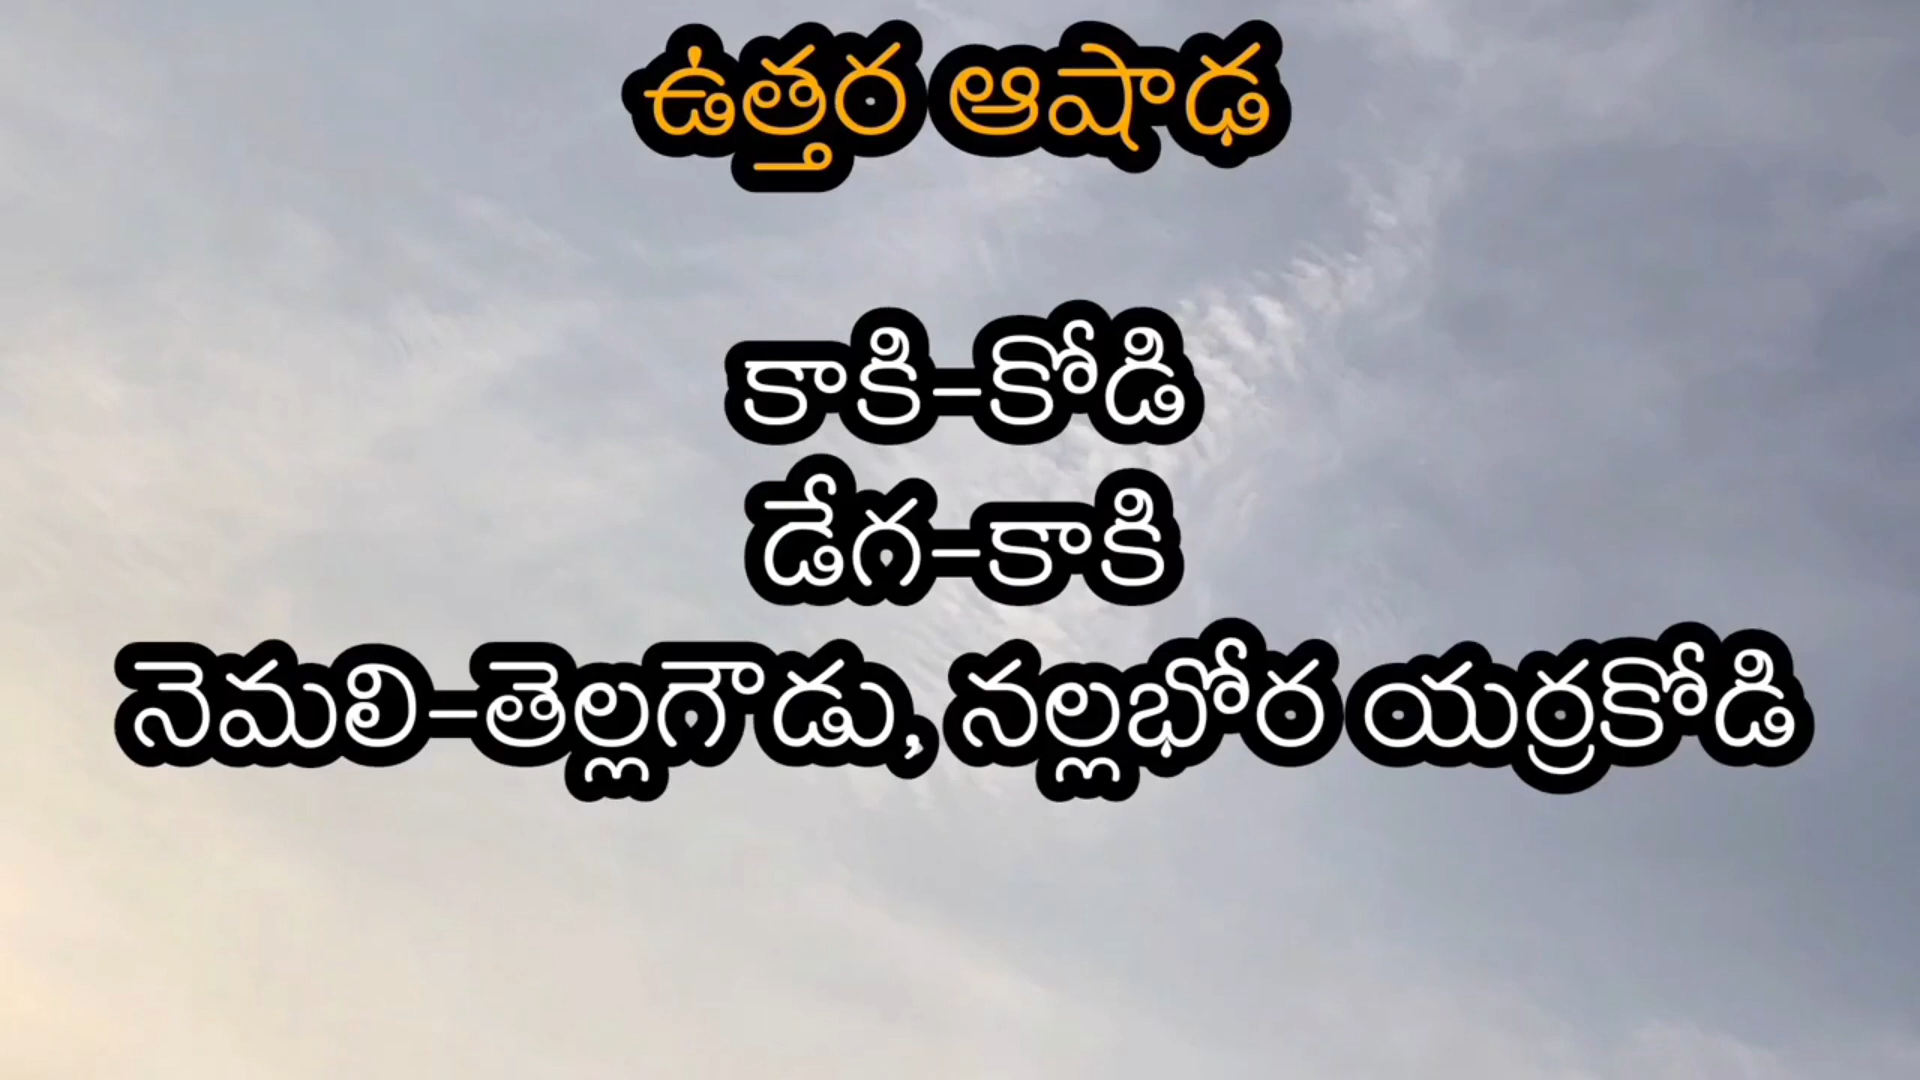 ఉత్తర ఆషాఢ
కాకి-కోడి
డేగ-కాకి
నెమలి-తెల్లగౌడు, నల్లభోర యర్రకోడి